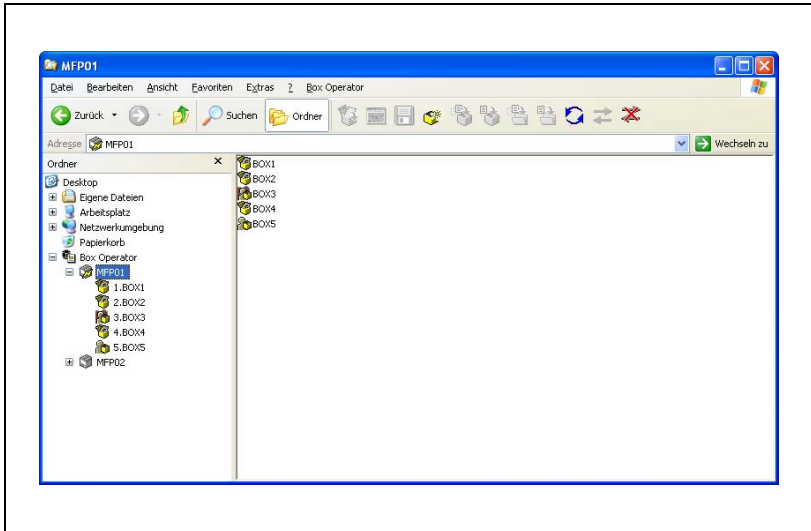 MFP01
Datei Bearbeiten Ansicht Favoriten Extras ? Box Operator
Zurück Suchen Ordner
Adresse MFP01 Wechseln zu
Ordner x
Desktop
Eigene Dateien
Arbeitsplatz
Netzwerkumgebung
Papierkorb
Box Operator
MFP01
1.BOX1
2.BOX2
3.BOX3
4.BOX4
5.BOX5
MFP02
BOX1
BOX2
BOX3
BOX4
BOX5